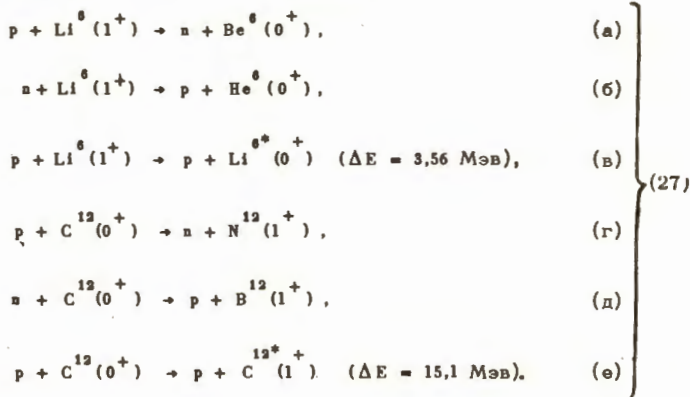 p + Li⁶(1⁺) → n + Be⁶(0⁺), (а)
n + Li⁶(1⁺) → p + He⁶(0⁺), (б)
p + Li⁶(1⁺) → p + Li⁶*(0⁺) (ΔE = 3,56 Мэв), (в)
(27)
p + C¹²(0⁺) → n + N¹²(1⁺), (г)
n + C¹²(0⁺) → p + B¹²(1⁺), (д)
p + C¹²(0⁺) → p + C¹²*(1⁺) (ΔE = 15,1 Мэв). (е)